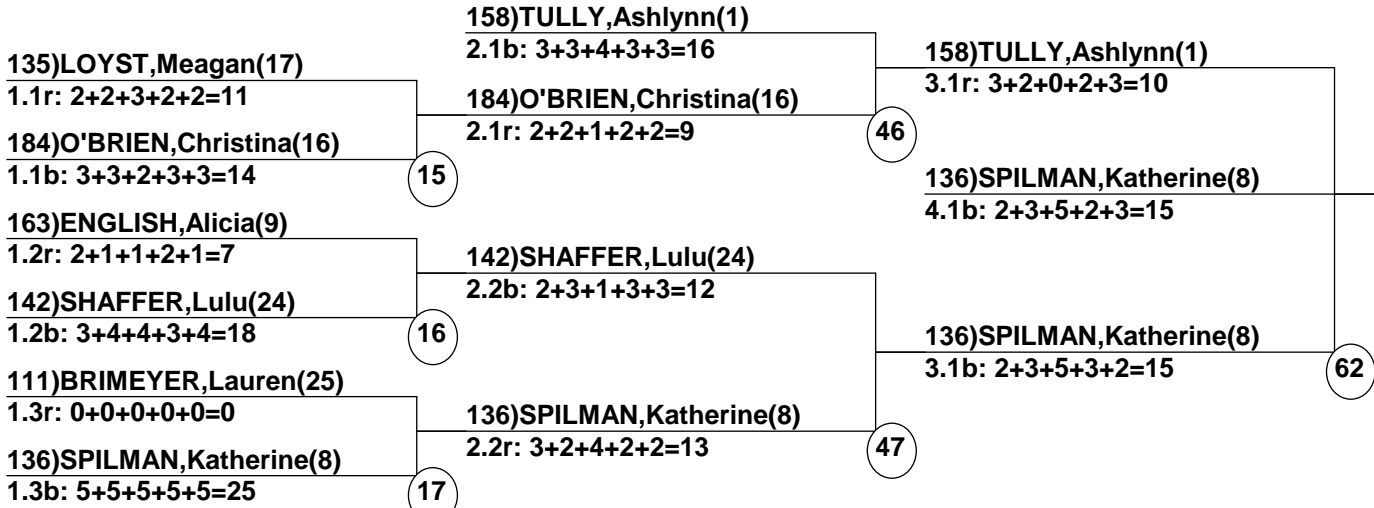 135)LOYST,Meagan(17)
1.1r: 2+2+3+2+2=11
184)O'BRIEN,Christina(16)
1.1b: 3+3+2+3+3=14
15
163)ENGLISH,Alicia(9)
1.2r: 2+1+1+2+1=7
142)SHAFFER,Lulu(24)
1.2b: 3+4+4+3+4=18
16
111)BRIMEYER,Lauren(25)
1.3r: 0+0+0+0+0=0
136)SPILMAN,Katherine(8)
1.3b: 5+5+5+5+5=25
17
158)TULLY,Ashlynn(1)
2.1b: 3+3+4+3+3=16
184)O'BRIEN,Christina(16)
2.1r: 2+2+1+2+2=9
46
142)SHAFFER,Lulu(24)
2.2b: 2+3+1+3+3=12
136)SPILMAN,Katherine(8)
2.2r: 3+2+4+2+2=13
47
158)TULLY,Ashlynn(1)
3.1r: 3+2+0+2+3=10
136)SPILMAN,Katherine(8)
4.1b: 2+3+5+2+3=15
136)SPILMAN,Katherine(8)
3.1b: 2+3+5+3+2=15
62